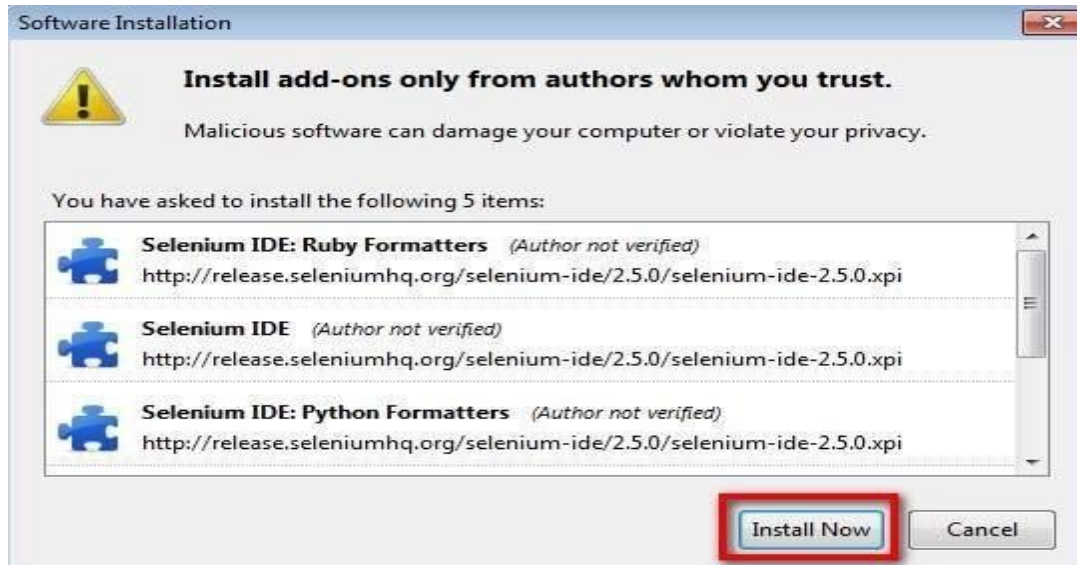 Software Installation
Install add-ons only from authors whom you trust.
Malicious software can damage your computer or violate your privacy.
You have asked to install the following 5 items:
Selenium IDE: Ruby Formatters (Author not verified)
http://release.seleniumhq.org/selenium-ide/2.5.0/selenium-ide-2.5.0.xpi
Selenium IDE (Author not verified)
http://release.seleniumhq.org/selenium-ide/2.5.0/selenium-ide-2.5.0.xpi
Selenium IDE: Python Formatters (Author not verified)
http://release.seleniumhq.org/selenium-ide/2.5.0/selenium-ide-2.5.0.xpi
Install Now Cancel